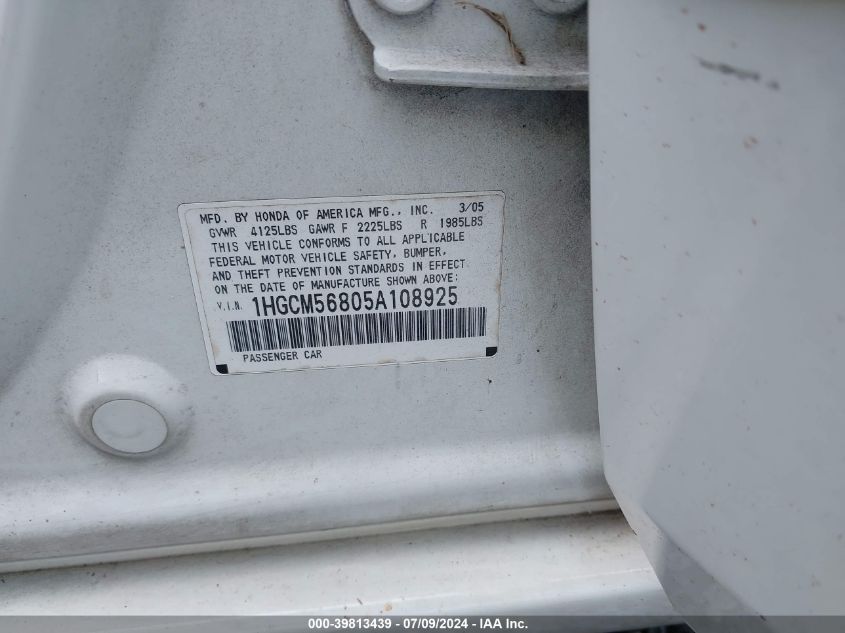 MFD. BY HONDA OF AMERICA MFG., INC. 3/05
GVWR 4125LBS GAWR F 2225LBS R 1985LBS
THIS VEHICLE CONFORMS TO ALL APPLICABLE
FEDERAL MOTOR VEHICLE SAFETY, BUMPER,
AND THEFT PREVENTION STANDARDS IN EFFECT
ON THE DATE OF MANUFACTURE SHOWN ABOVE:
V.I.N. 1HGCM56805A108925
PASSENGER CAR
000-39813439 - 07/09/2024 - IAA Inc.